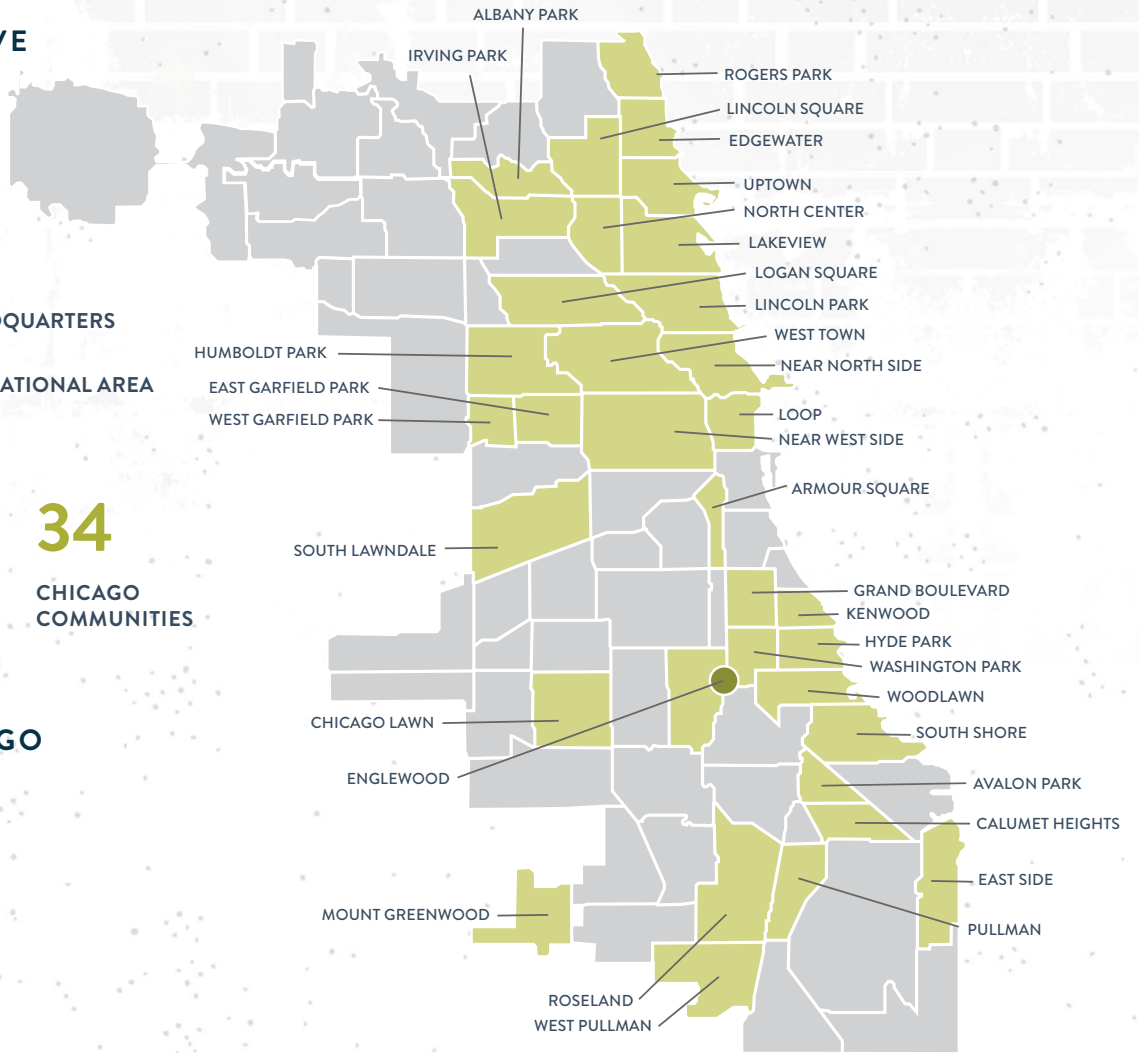 ALBANY PARK
IRVING PARK
ROGERS PARK
LINCOLN SQUARE
EDGEWATER
UPTOWN
NORTH CENTER
LAKEVIEW
LOGAN SQUARE
LINCOLN PARK
WEST TOWN
NEAR NORTH SIDE
LOOP
NEAR WEST SIDE
ARMOUR SQUARE
GRAND BOULEVARD
KENWOOD
HYDE PARK
WASHINGTON PARK
WOODLAWN
SOUTH SHORE
AVALON PARK
CALUMET HEIGHTS
EAST SIDE
PULLMAN
HUMBOLDT PARK
EAST GARFIELD PARK
WEST GARFIELD PARK
SOUTH LAWNDALE
CHICAGO LAWN
ENGLEWOOD
MOUNT GREENWOOD
ROSELAND
WEST PULLMAN
QUARTERS
ATIONAL AREA
34
CHICAGO
COMMUNITIES
GO